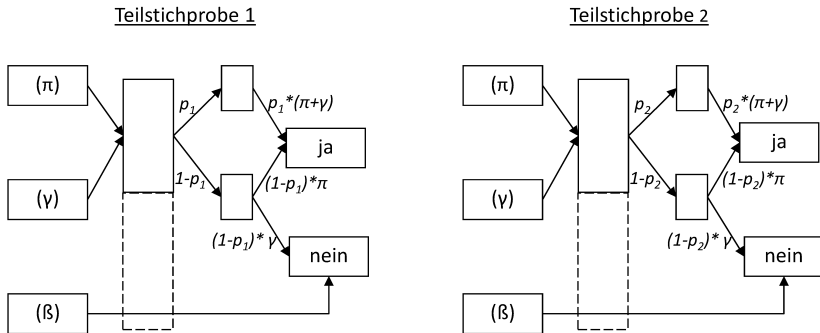 Teilstichprobe 1
(π)
p1
p1*(π+γ)
ja
(γ)
1-p1
(1-p1)*π
(1-p1)* γ
nein
(ß)
Teilstichprobe 2
(π)
p2
p2*(π+γ)
ja
(γ)
1-p2
(1-p2)*π
(1-p2)* γ
nein
(ß)